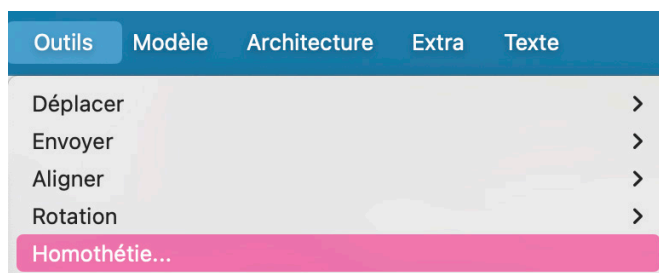 Outils Modèle Architecture Extra Texte
Déplacer
Envoyer
Aligner
Rotation
Homothétie...